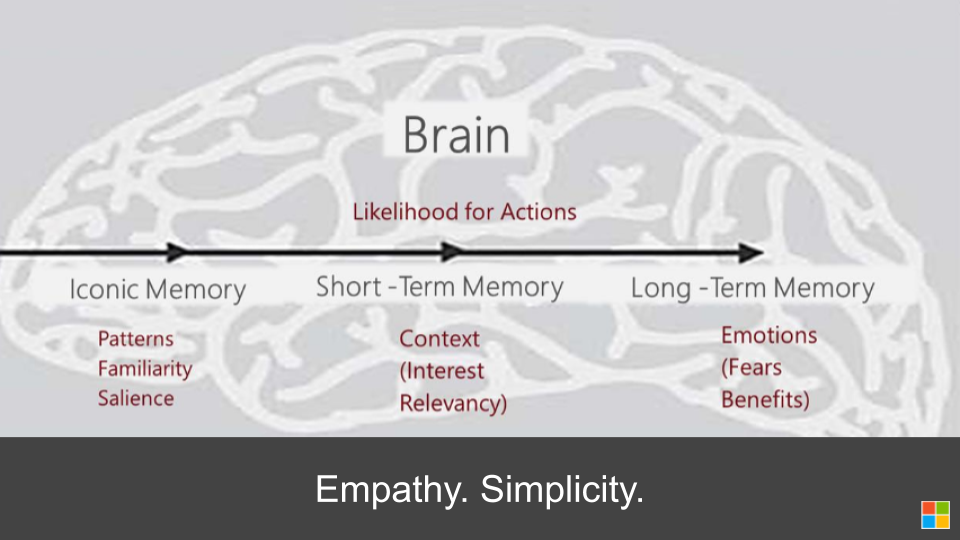 Brain
Likelihood for Actions
Iconic Memory
Short -Term Memory
Long -Term Memory
Patterns
Familiarity
Salience
Context
(Interest
Relevancy)
Emotions
(Fears
Benefits)
Empathy. Simplicity.